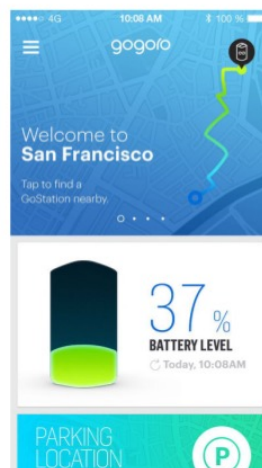 4G 10:08 AM 100 %
gogoro
Welcome to
San Francisco
Tap to find a
GoStation nearby.
37 %
BATTERY LEVEL
Today, 10:08AM
PARKING
LOCATION
P